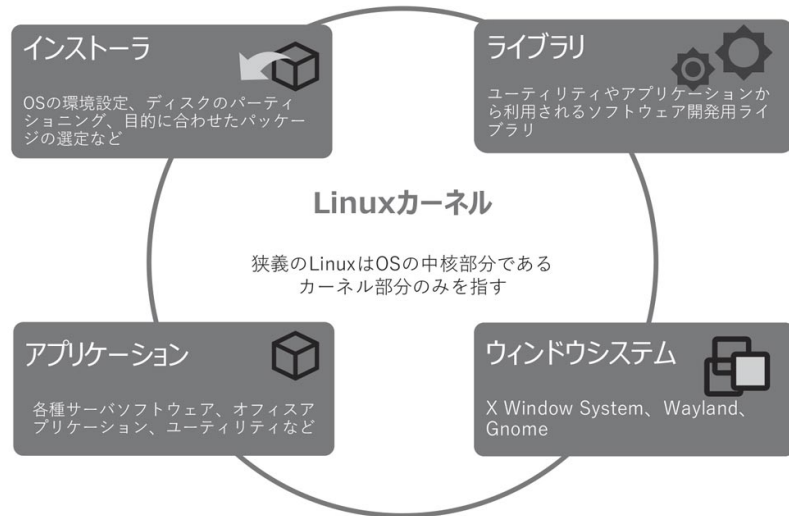 インストーラ
OSの環境設定、ディスクのパーティ
ショニング、目的に合わせたパッケー
ジの選定など
ライブラリ
ユーティリティやアプリケーションか
ら利用されるソフトウェア開発用ライ
ブラリ
Linuxカーネル
狭義のLinuxはOSの中核部分である
カーネル部分のみを指す
アプリケーション
各種サーバソフトウェア、オフィスア
プリケーション、ユーティリティなど
ウィンドウシステム
X Window System、Wayland、
Gnome